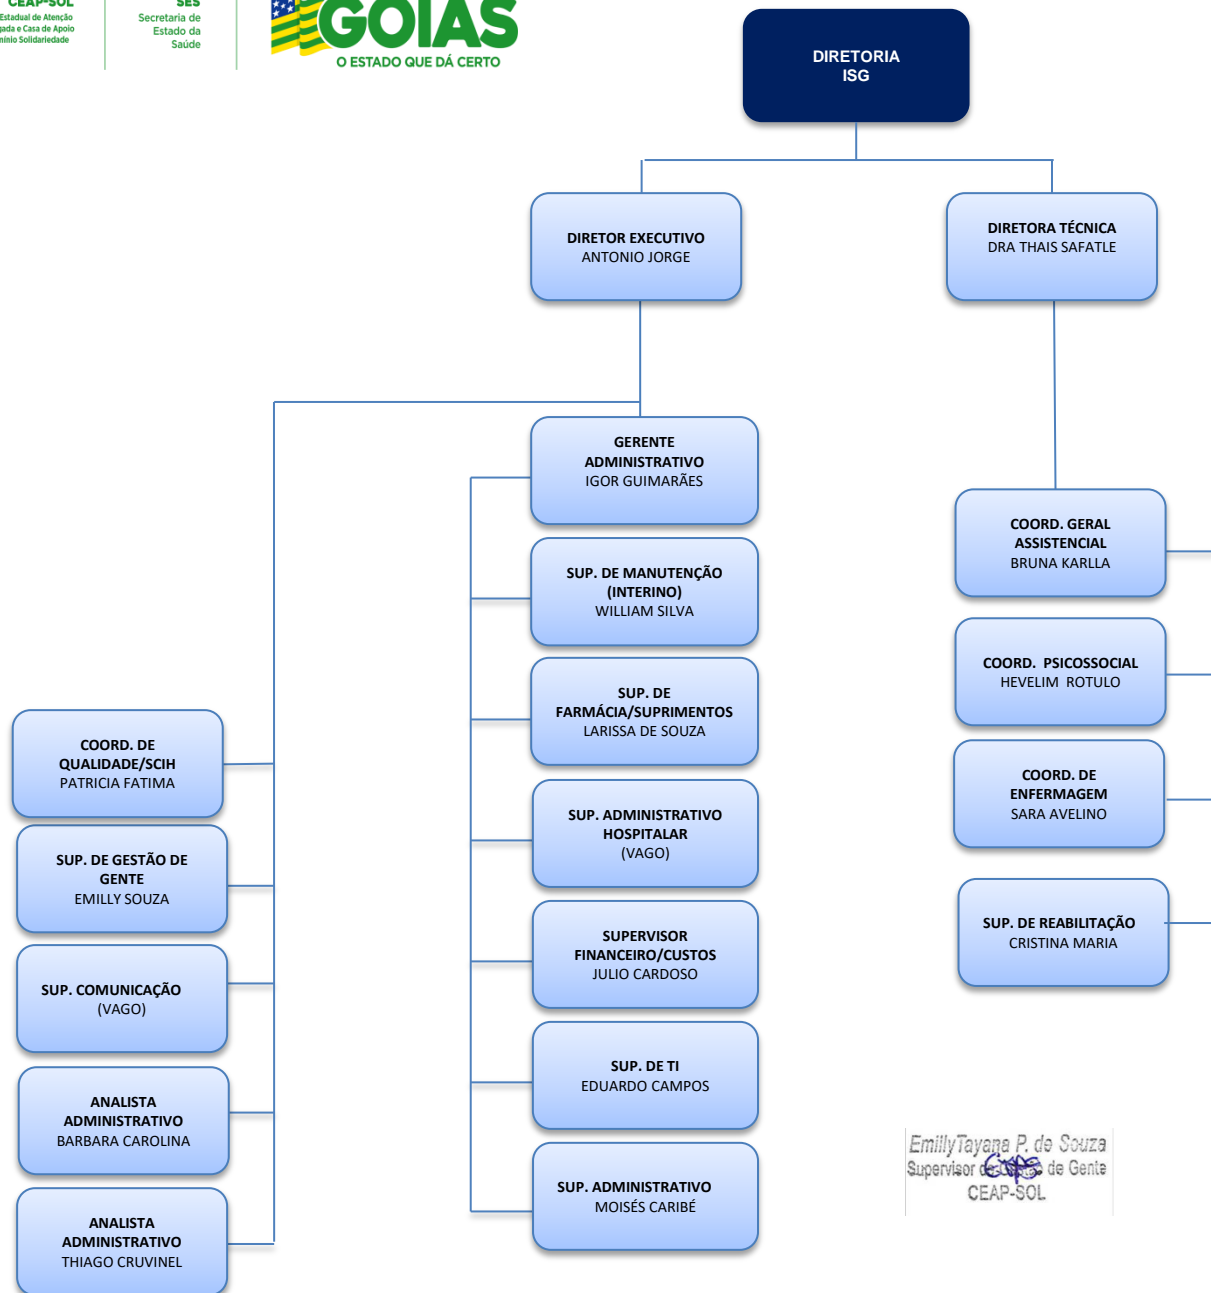 CEAP-SOL
Estadual de Atenção
gada e Casa de Apoio
mínio Solidariedade
SES
Secretaria de
Estado da
Saúde
GOIÁS
O ESTADO QUE DÁ CERTO
DIRETORIA
ISG
DIRETOR EXECUTIVO
ANTONIO JORGE
DIRETORA TÉCNICA
DRA THAIS SAFATLE
GERENTE
ADMINISTRATIVO
IGOR GUIMARÃES
SUP. DE MANUTENÇÃO
(INTERINO)
WILLIAM SILVA
SUP. DE
FARMÁCIA/SUPRIMENTOS
LARISSA DE SOUZA
SUP. ADMINISTRATIVO
HOSPITALAR
(VAGO)
SUPERVISOR
FINANCEIRO/CUSTOS
JULIO CARDOSO
SUP. DE TI
EDUARDO CAMPOS
SUP. ADMINISTRATIVO
MOISÉS CARIBÉ
COORD. DE
QUALIDADE/SCIH
PATRICIA FATIMA
SUP. DE GESTÃO DE
GENTE
EMILLY SOUZA
SUP. COMUNICAÇÃO
(VAGO)
ANALISTA
ADMINISTRATIVO
BARBARA CAROLINA
ANALISTA
ADMINISTRATIVO
THIAGO CRUVINEL
COORD. GERAL
ASSISTENCIAL
BRUNA KARLLA
COORD. PSICOSSOCIAL
HEVELIM ROTULO
COORD. DE
ENFERMAGEM
SARA AVELINO
SUP. DE REABILITAÇÃO
CRISTINA MARIA
Emilly Tayana P. de Souza
Supervisor de Gente
CEAP-SOL